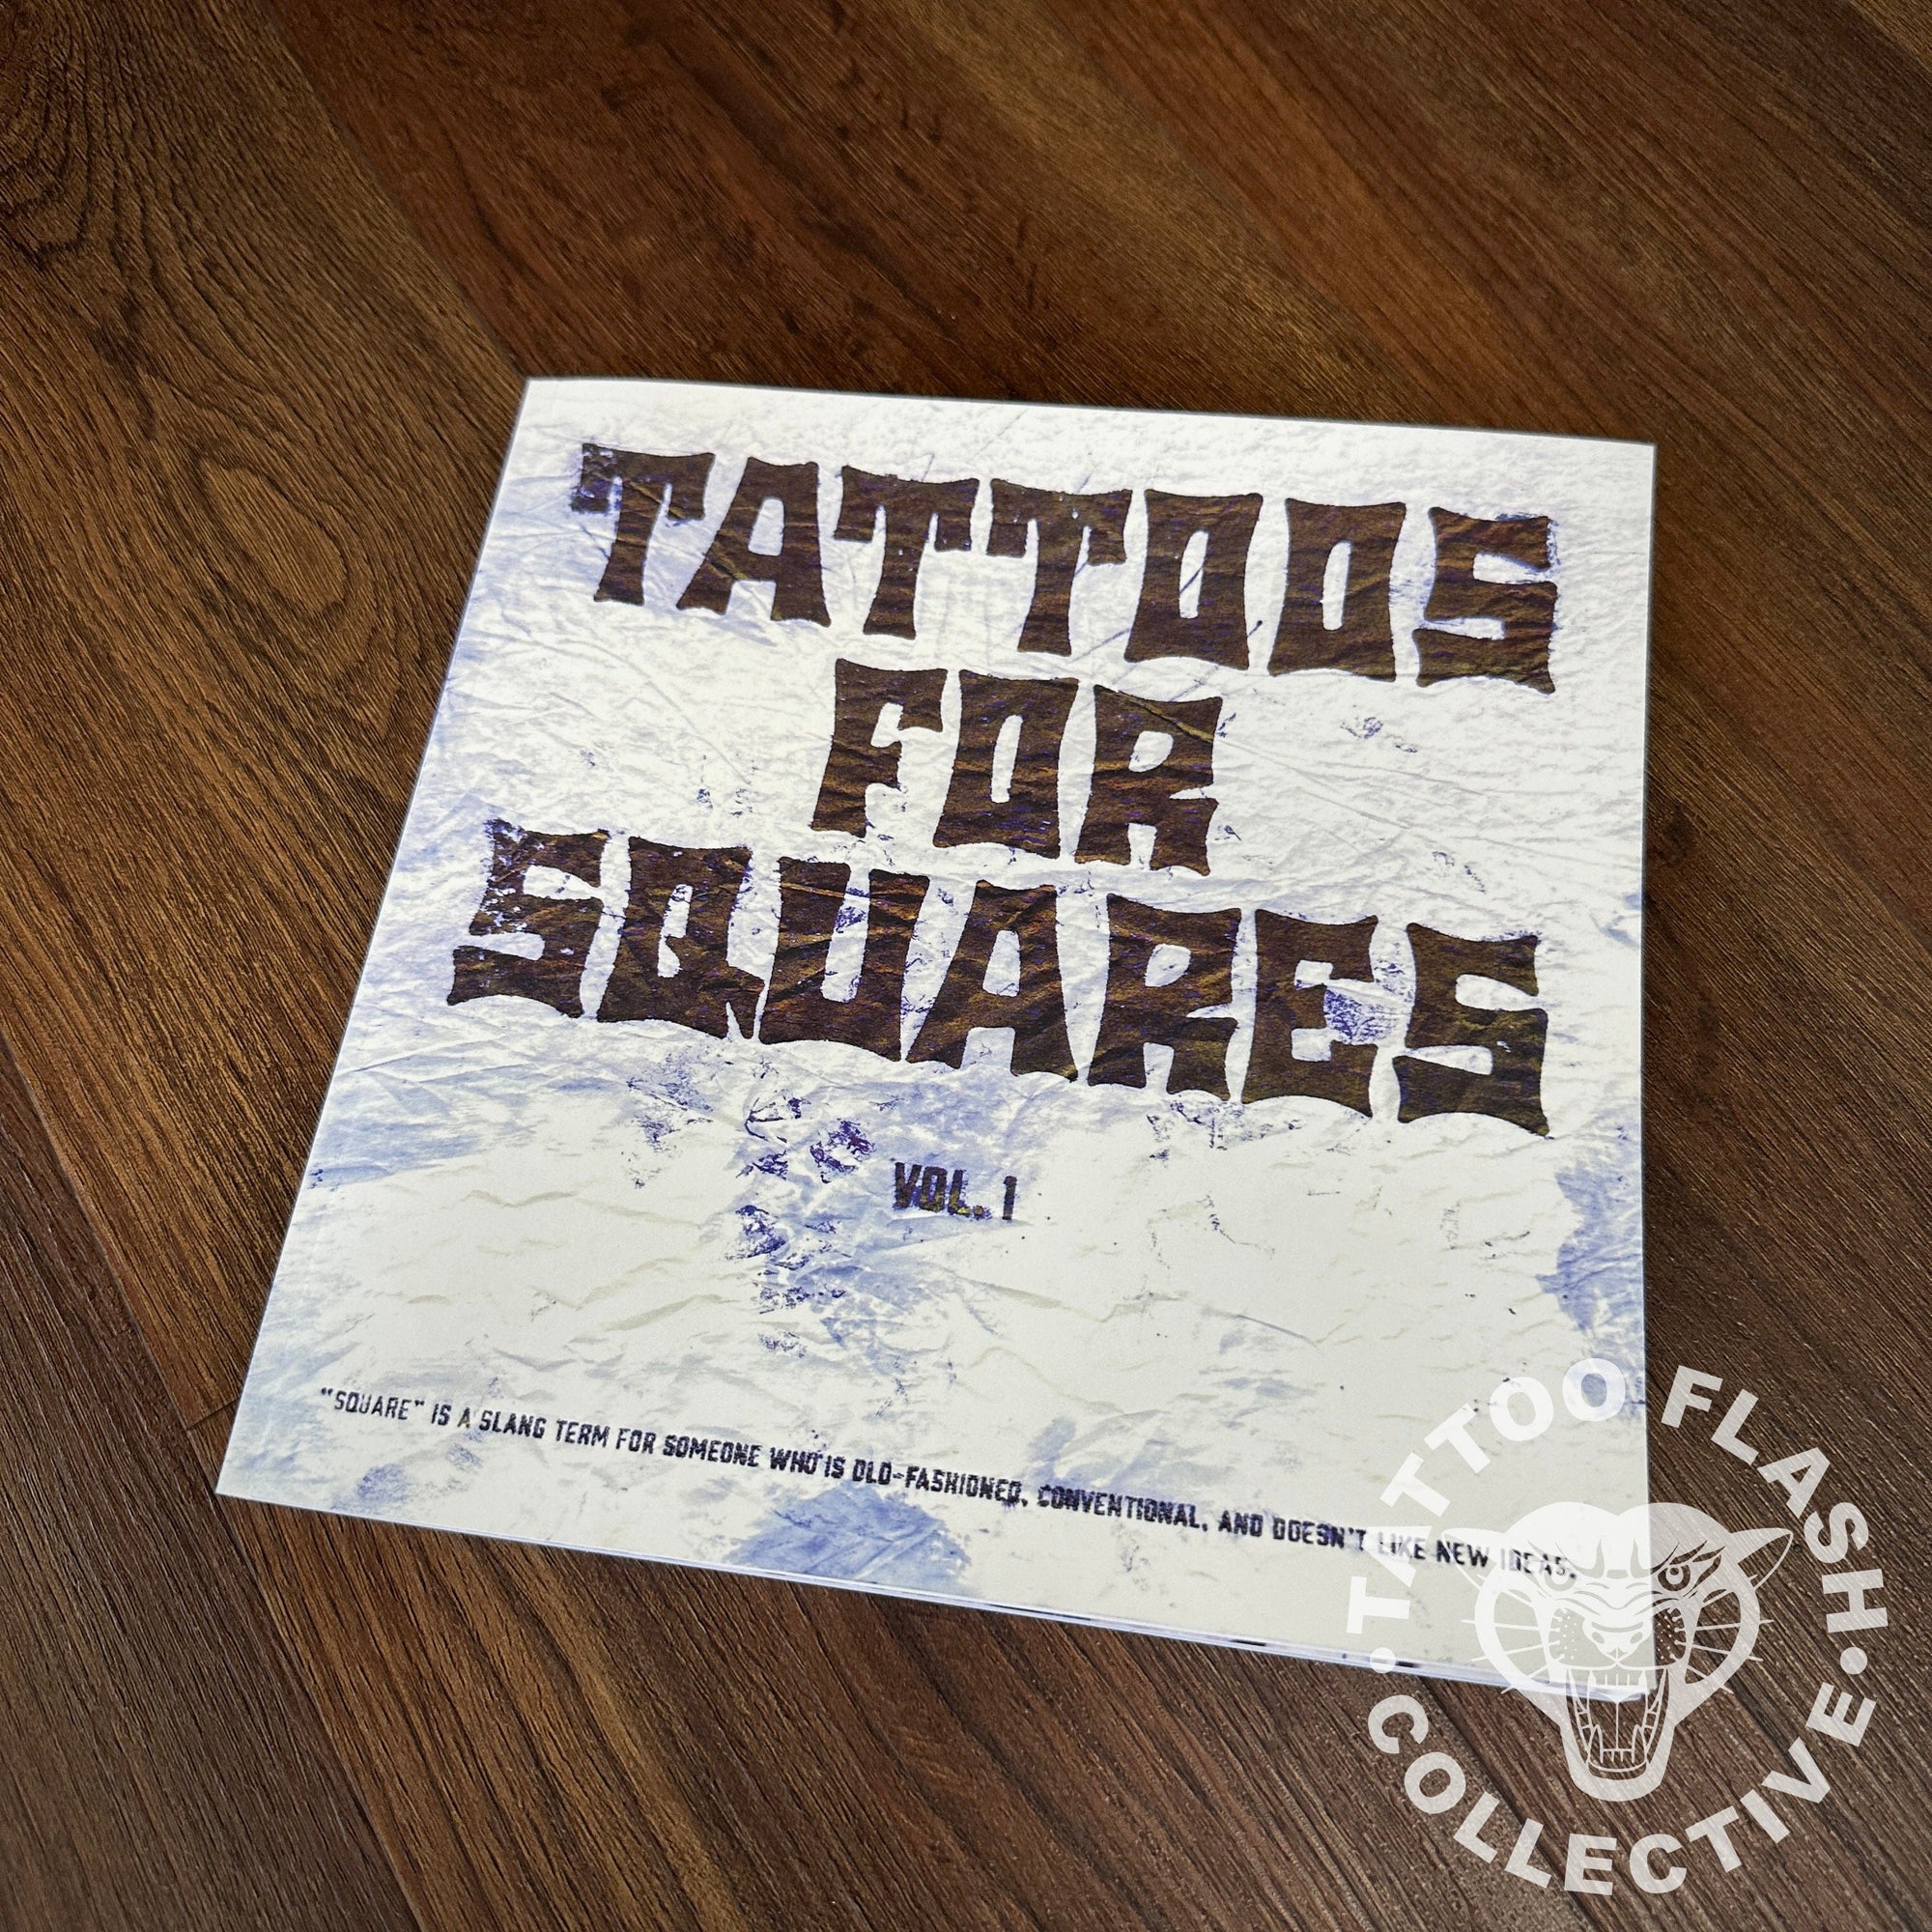 TATTOOS
FOR
SQUARES
VOL. 1
"SQUARE" IS A SLANG TERM FOR SOMEONE WHO IS OLD-FASHIONED, CONVENTIONAL, AND DOESN'T LIKE NEW IDEAS.
• TATTOO FLASH •
COLLECTIVE